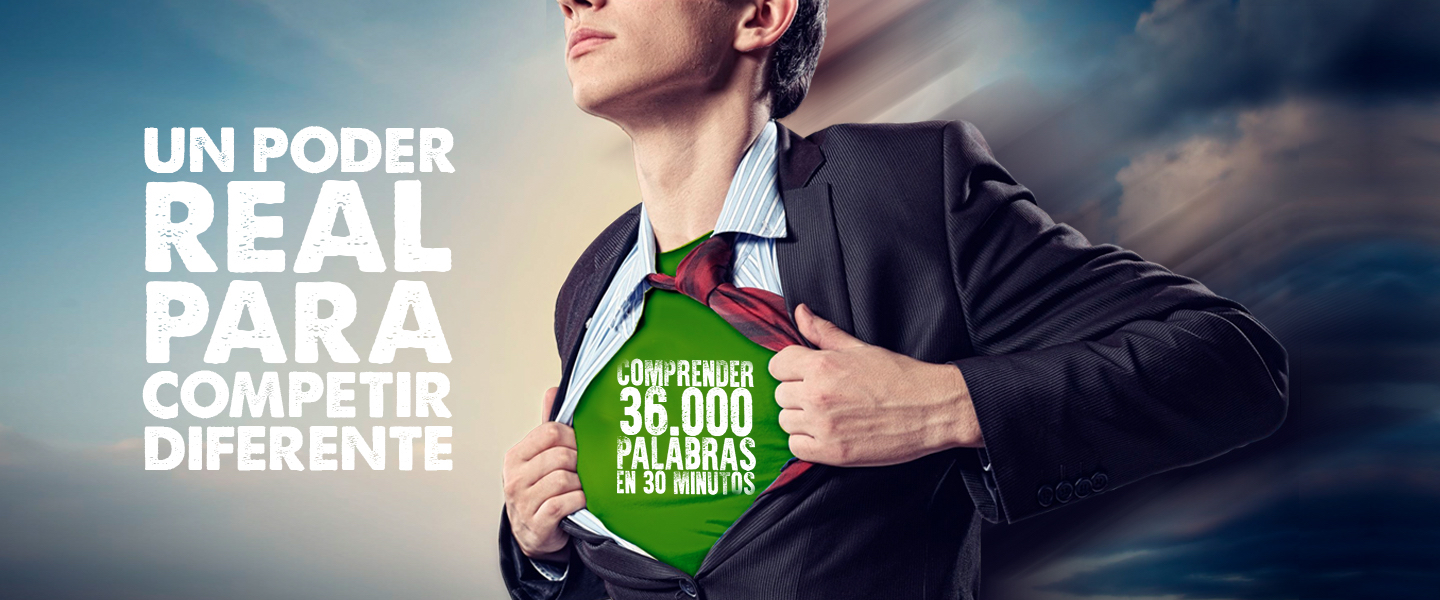 UN PODER
REAL
PARA
COMPETIR
DIFERENTE
COMPRENDER
36.000
PALABRAS
EN 30 MINUTOS